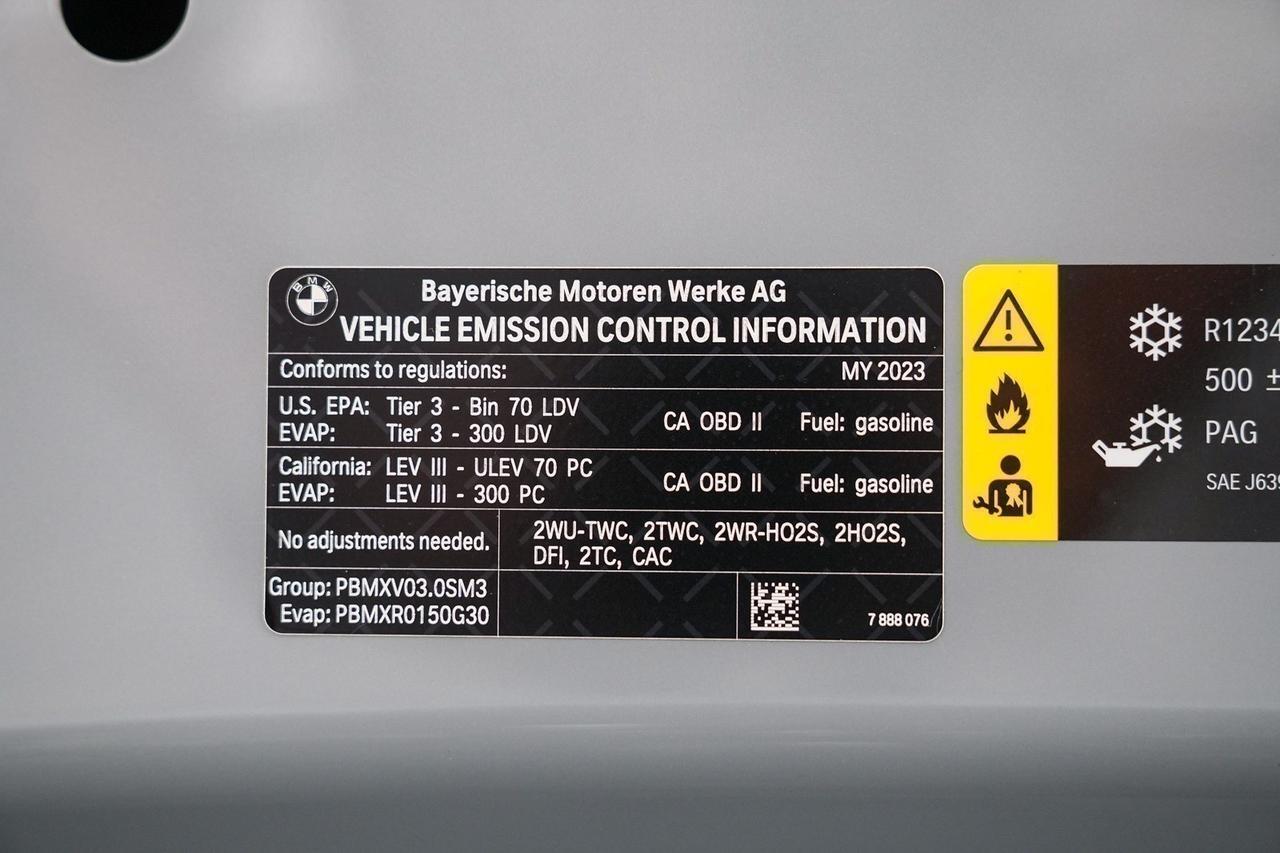 BMW
Bayerische Motoren Werke AG
VEHICLE EMISSION CONTROL INFORMATION
Conforms to regulations: MY 2023
U.S. EPA: Tier 3 - Bin 70 LDV
EVAP: Tier 3 - 300 LDV
CA OBD II Fuel: gasoline
California: LEV III - ULEV 70 PC
EVAP: LEV III - 300 PC
CA OBD II Fuel: gasoline
No adjustments needed.
2WU-TWC, 2TWC, 2WR-HO2S, 2HO2S,
DFI, 2TC, CAC
Group: PBMXV03.0SM3
Evap: PBMXR0150G30
7 888 076
R1234
500 ±
PAG
SAE J639